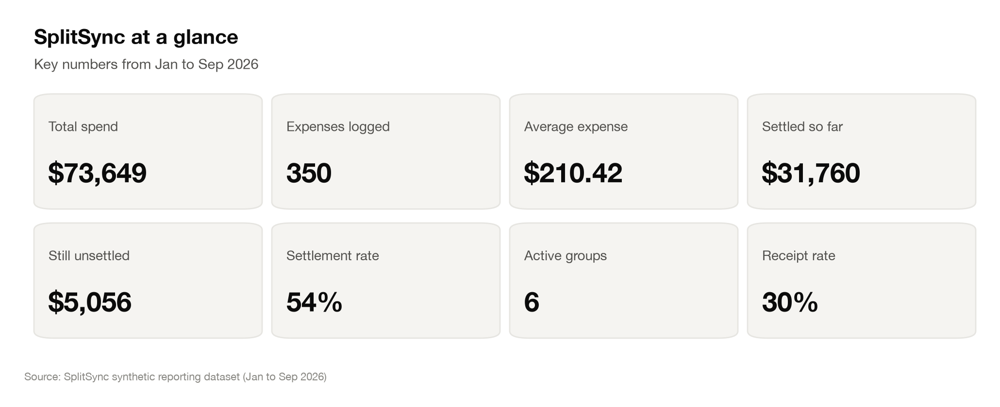 SplitSync at a glance
Key numbers from Jan to Sep 2026
Total spend
$73,649
Expenses logged
350
Average expense
$210.42
Settled so far
$31,760
Still unsettled
$5,056
Settlement rate
54%
Active groups
6
Receipt rate
30%
Source: SplitSync synthetic reporting dataset (Jan to Sep 2026)